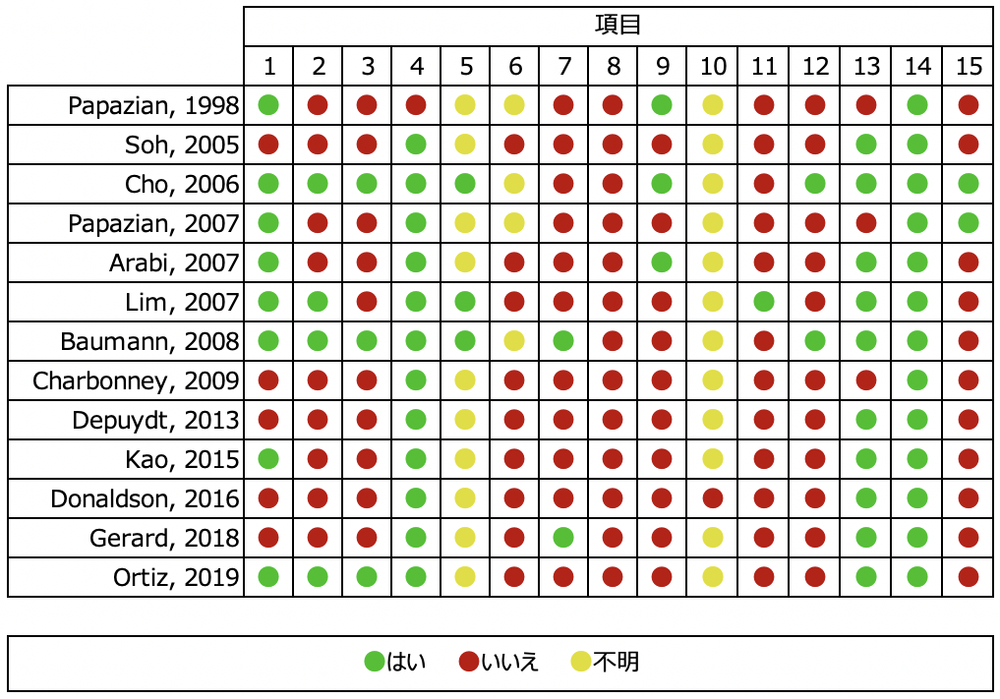 項目
1 2 3 4 5 6 7 8 9 10 11 12 13 14 15
Papazian, 1998
Soh, 2005
Cho, 2006
Papazian, 2007
Arabi, 2007
Lim, 2007
Baumann, 2008
Charbonney, 2009
Depuydt, 2013
Kao, 2015
Donaldson, 2016
Gerard, 2018
Ortiz, 2019
はい いいえ 不明